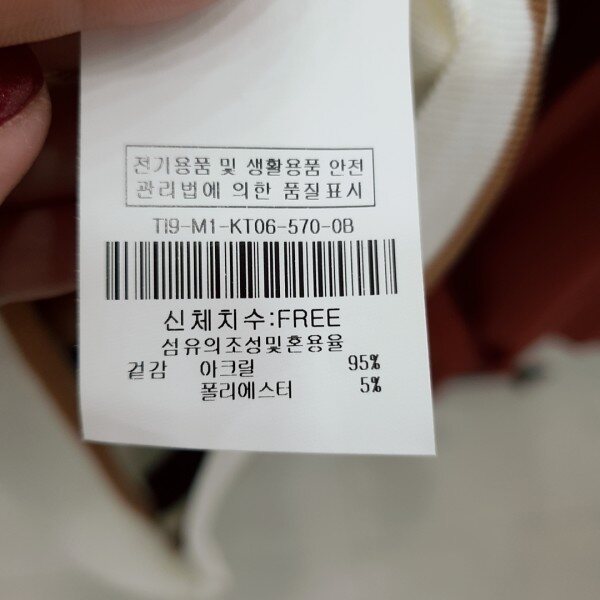 전기용품 및 생활용품 안전
관리법에 의한 품질표시
TI9-M1-KT06-570-0B
신체치수:FREE
섬유의조성및혼용율
겉감 아크릴 95%
폴리에스터 5%